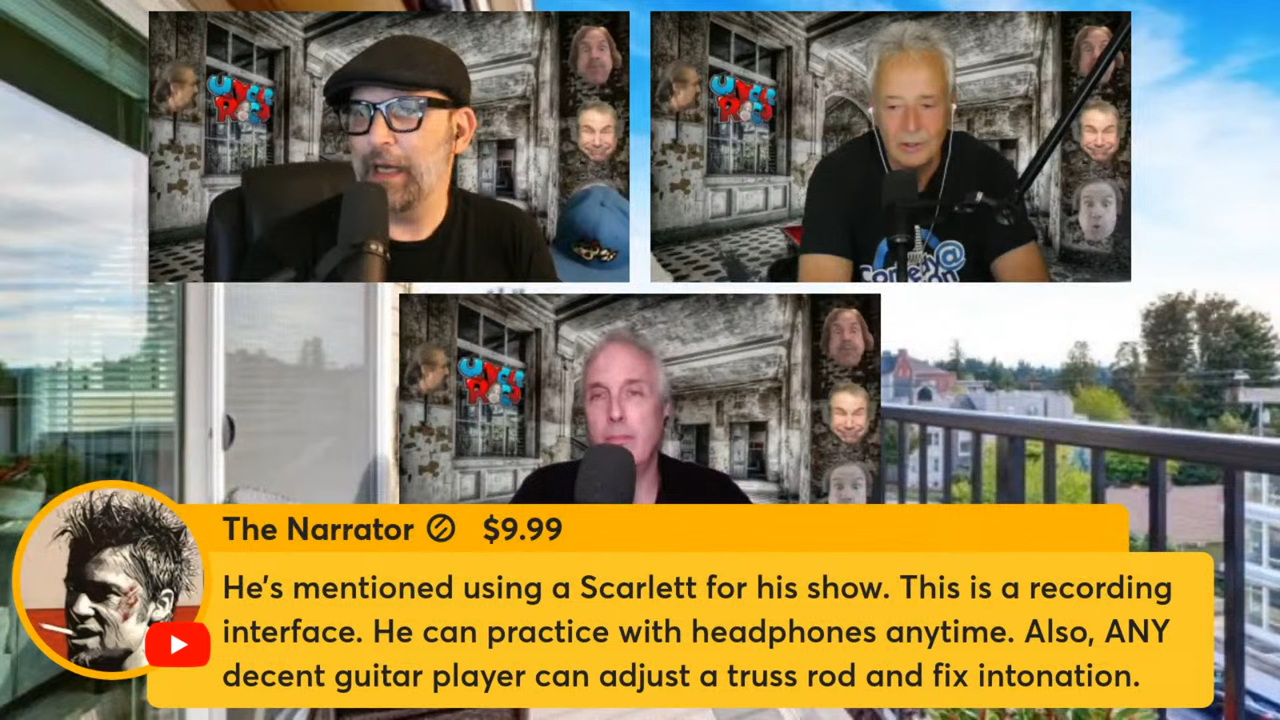 Comedy@
The Narrator $9.99
He's mentioned using a Scarlett for his show. This is a recording
interface. He can practice with headphones anytime. Also, ANY
decent guitar player can adjust a truss rod and fix intonation.